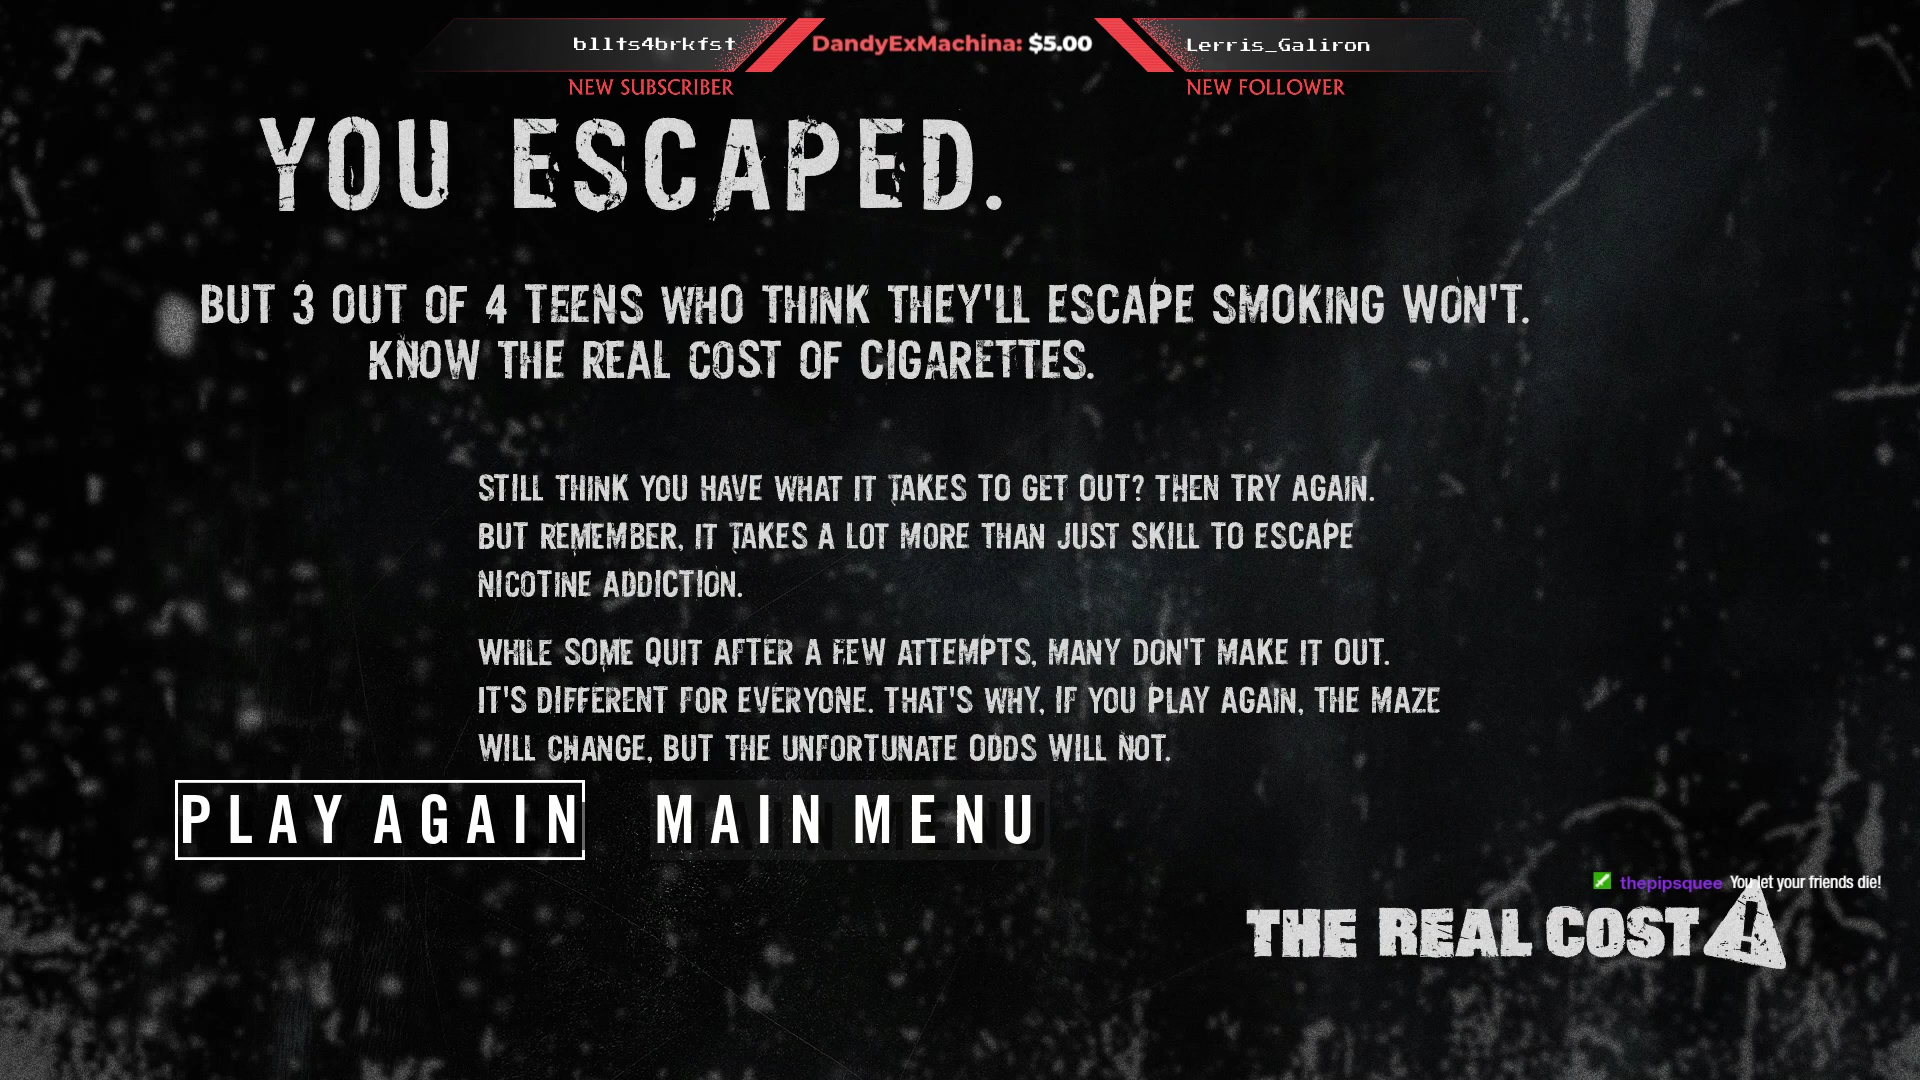 bllts4brkfst
DandyExMachina: $5.00
Lerris_Galiron
NEW SUBSCRIBER
NEW FOLLOWER
YOU ESCAPED.
BUT 3 OUT OF 4 TEENS WHO THINK THEY'LL ESCAPE SMOKING WON'T.
KNOW THE REAL COST OF CIGARETTES.
STILL THINK YOU HAVE WHAT IT TAKES TO GET OUT? THEN TRY AGAIN.
BUT REMEMBER, IT TAKES A LOT MORE THAN JUST SKILL TO ESCAPE
NICOTINE ADDICTION.
WHILE SOME QUIT AFTER A FEW ATTEMPTS, MANY DON'T MAKE IT OUT.
IT'S DIFFERENT FOR EVERYONE. THAT'S WHY, IF YOU PLAY AGAIN, THE MAZE
WILL CHANGE, BUT THE UNFORTUNATE ODDS WILL NOT.
PLAY AGAIN
MAIN MENU
thepipsquee You let your friends die!
THE REAL COST